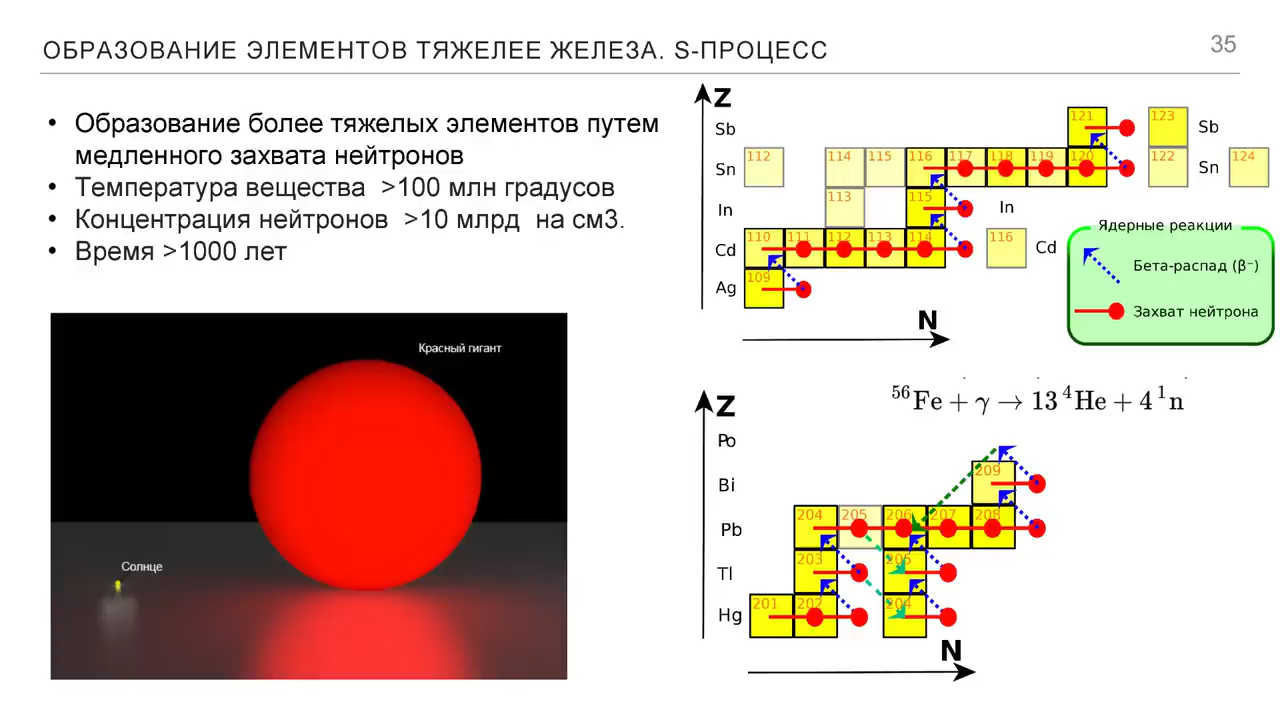 ОБРАЗОВАНИЕ ЭЛЕМЕНТОВ ТЯЖЕЛЕЕ ЖЕЛЕЗА. S-ПРОЦЕСС
35
• Образование более тяжелых элементов путем
медленного захвата нейтронов
• Температура вещества >100 млн градусов
• Концентрация нейтронов >10 млрд на см3.
• Время >1000 лет
Красный гигант
Солнце
Z
Sb 121 123 Sb
Sn 112 114 115 116 117 118 119 120 122 Sn 124
In 113 115 In
Cd 110 111 112 113 114 116 Cd
Ag 109
N
Ядерные реакции
Бета-распад (β⁻)
Захват нейтрона
⁵⁶Fe + γ → 13 ⁴He + 4 ¹n
Z
Po
Bi 209
Pb 204 205 206 207 208
Tl 203 205
Hg 201 202 204
N